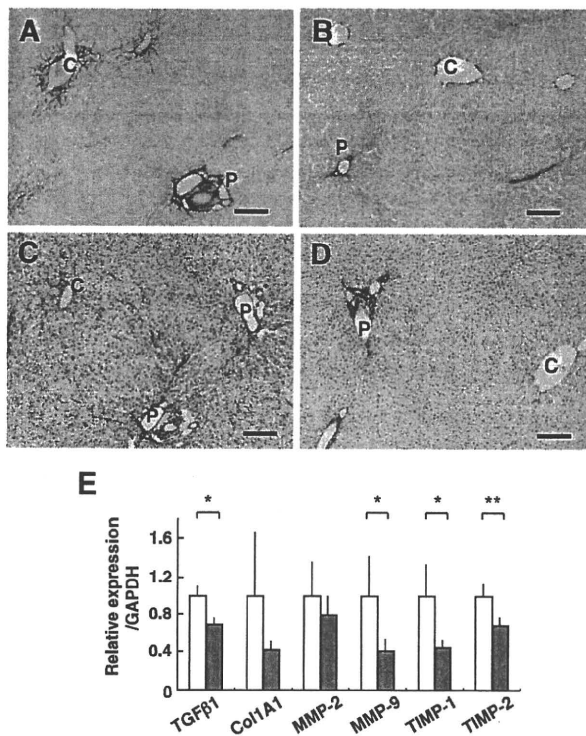 A
C
P
B
C
P
C
C
P
P
D
P
C
E
* * * **
Relative expression
/GAPDH
1.6
1.2
0.8
0.4
0
TGFβ1 Col1A1 MMP-2 MMP-9 TIMP-1 TIMP-2